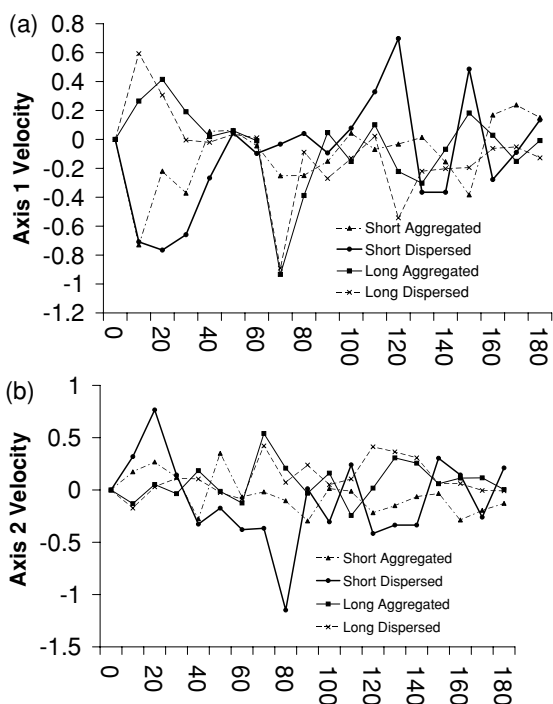 (a)
Axis 1 Velocity
0.8
0.6
0.4
0.2
0
-0.2
-0.4
-0.6
-0.8
-1
-1.2
Short Aggregated
Short Dispersed
Long Aggregated
Long Dispersed
0 20 40 60 80 100 120 140 160 180
(b)
Axis 2 Velocity
1
0.5
0
-0.5
-1
-1.5
Short Aggregated
Short Dispersed
Long Aggregated
Long Dispersed
0 20 40 60 80 100 120 140 160 180